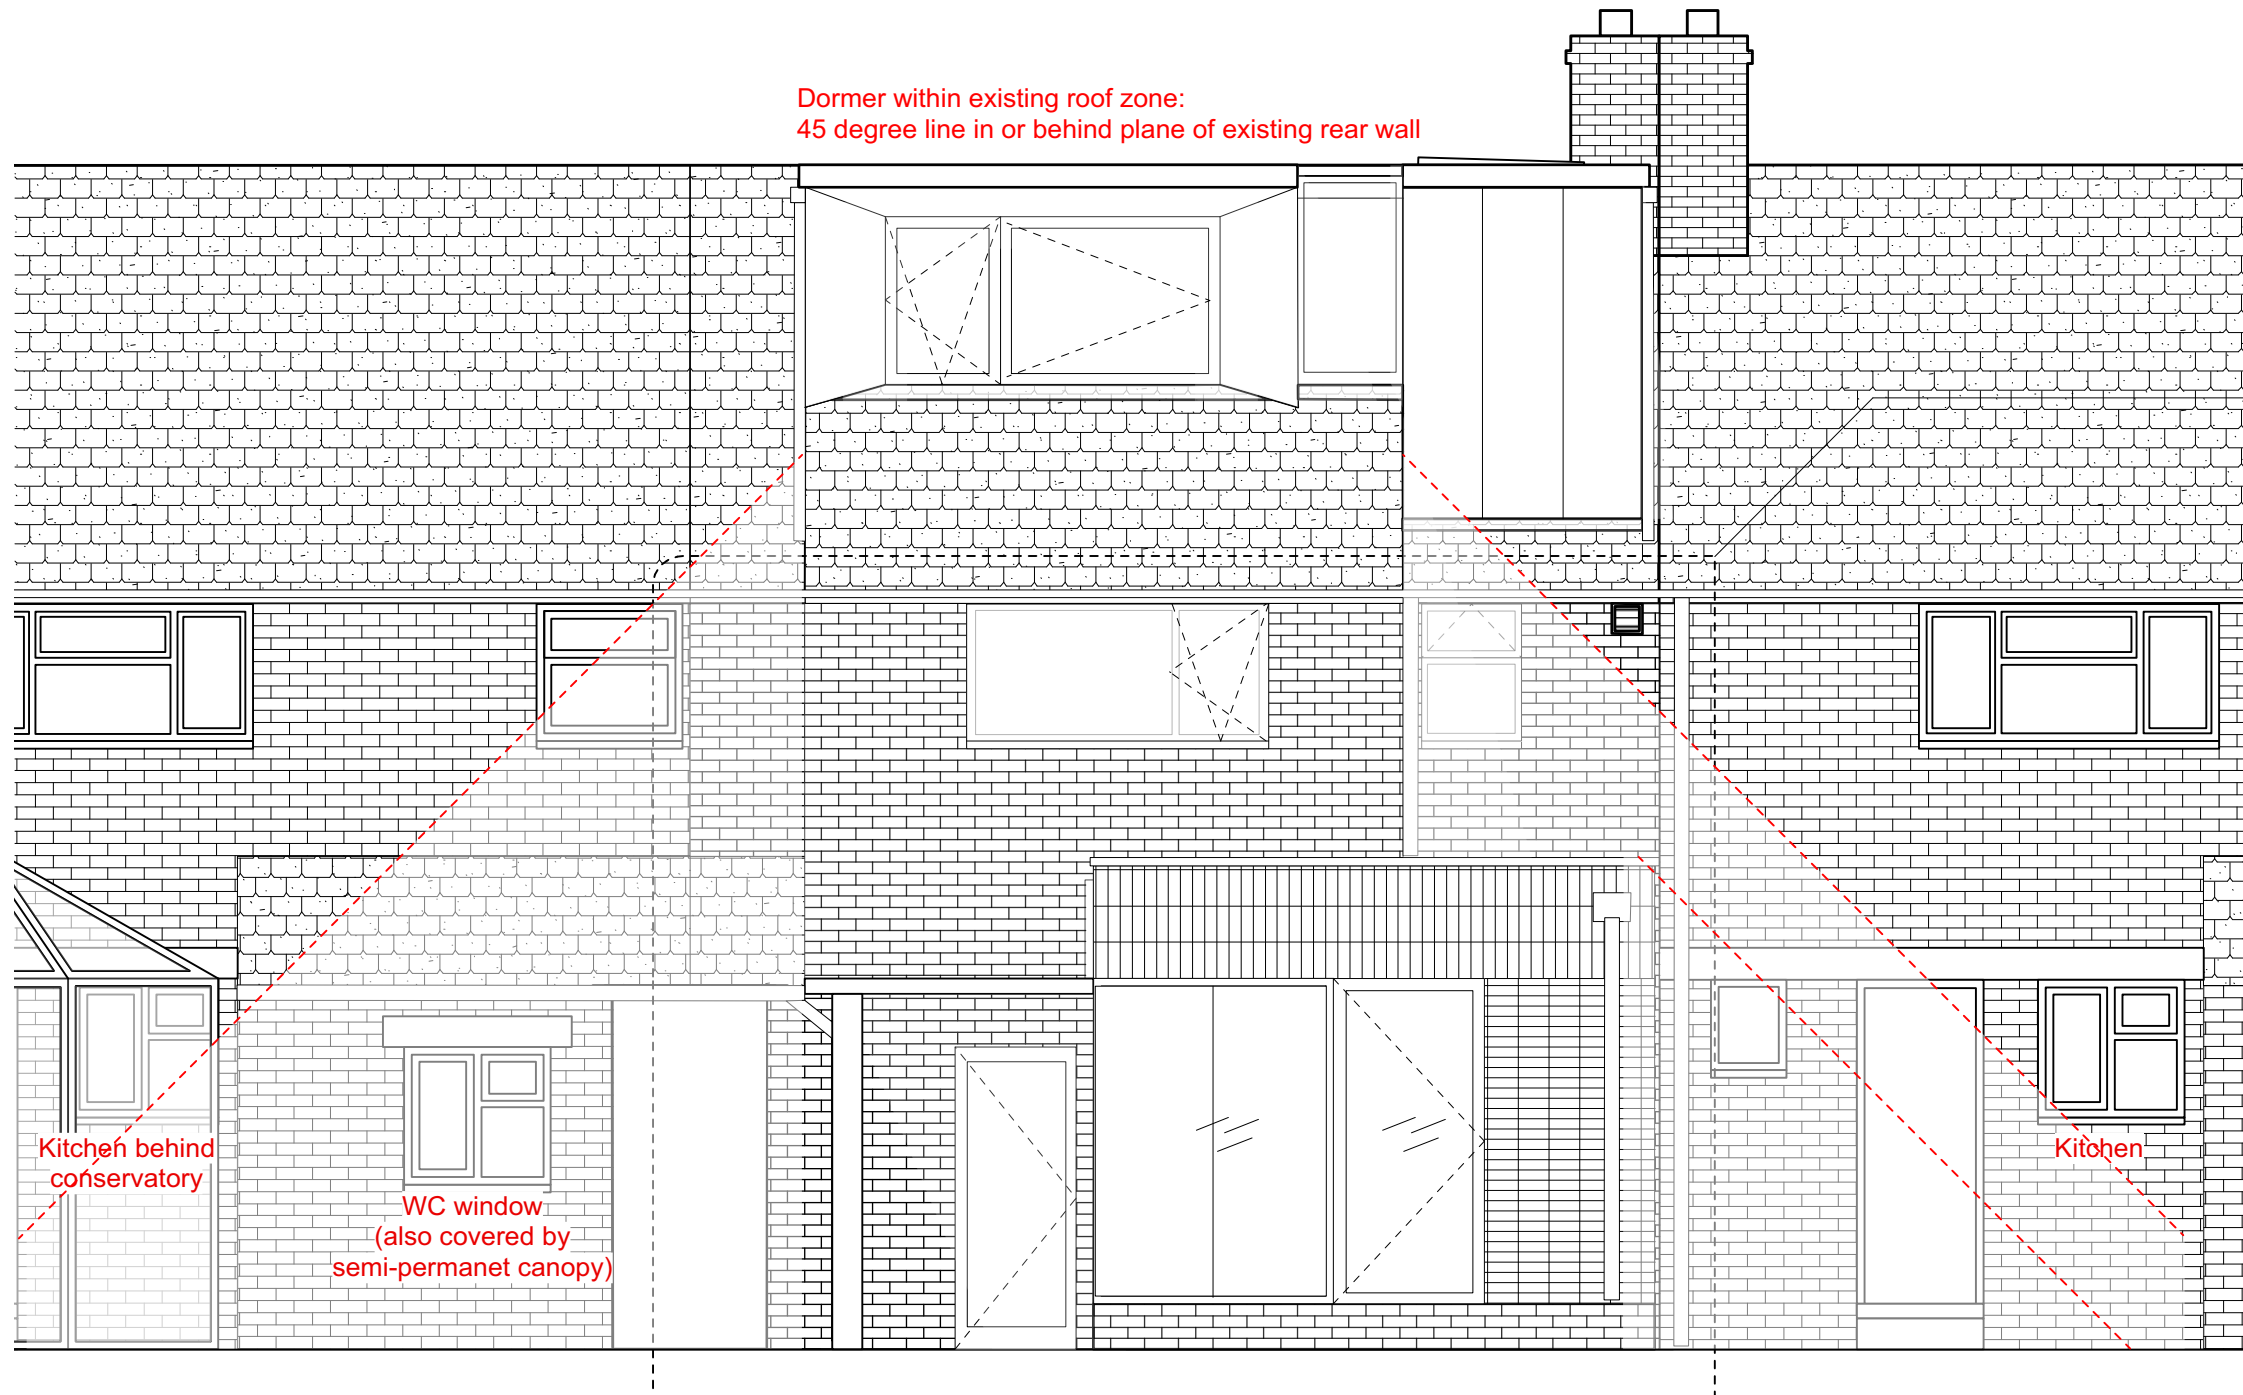 Dormer within existing roof zone:
45 degree line in or behind plane of existing rear wall
Kitchen behind
conservatory
WC window
(also covered by
semi-permanet canopy)
Kitchen